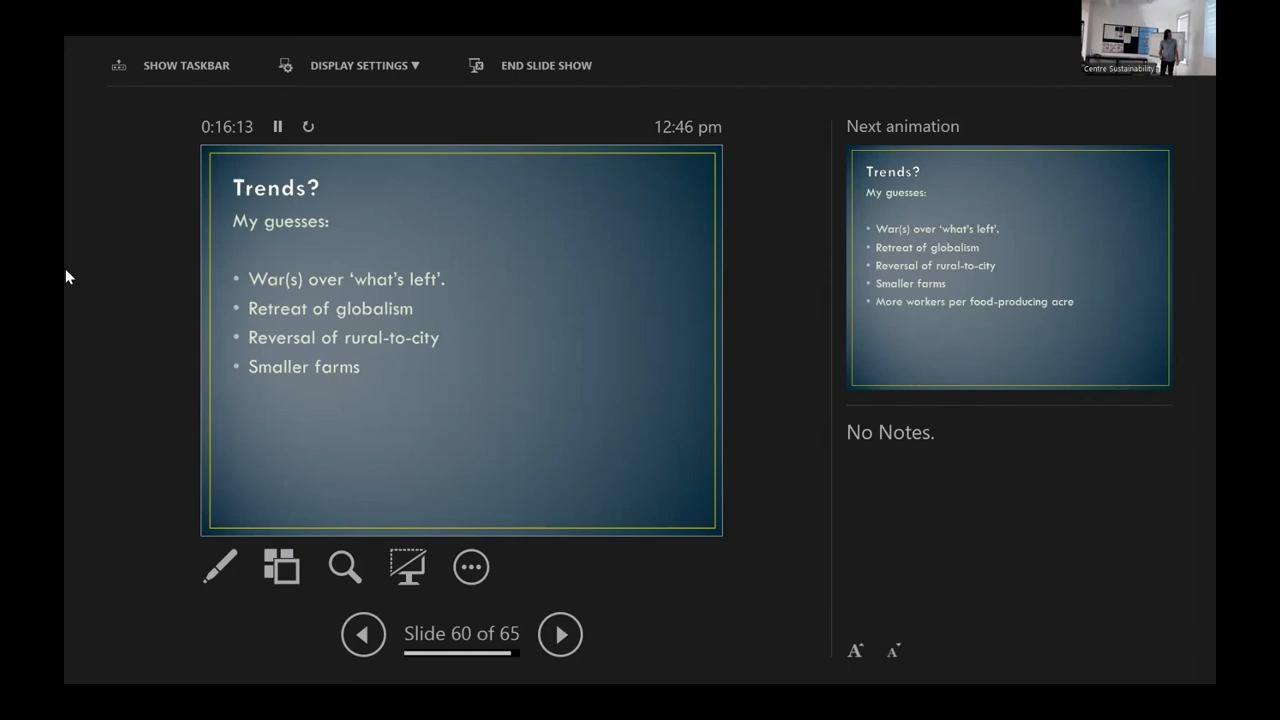 SHOW TASKBAR
DISPLAY SETTINGS ▼
END SLIDE SHOW
Centre Sustainability
0:16:13
12:46 pm
Trends?
My guesses:
• War(s) over ‘what’s left’.
• Retreat of globalism
• Reversal of rural-to-city
• Smaller farms
Slide 60 of 65
Next animation
Trends?
My guesses:
• War(s) over ‘what’s left’.
• Retreat of globalism
• Reversal of rural-to-city
• Smaller farms
• More workers per food-producing acre
No Notes.
A A